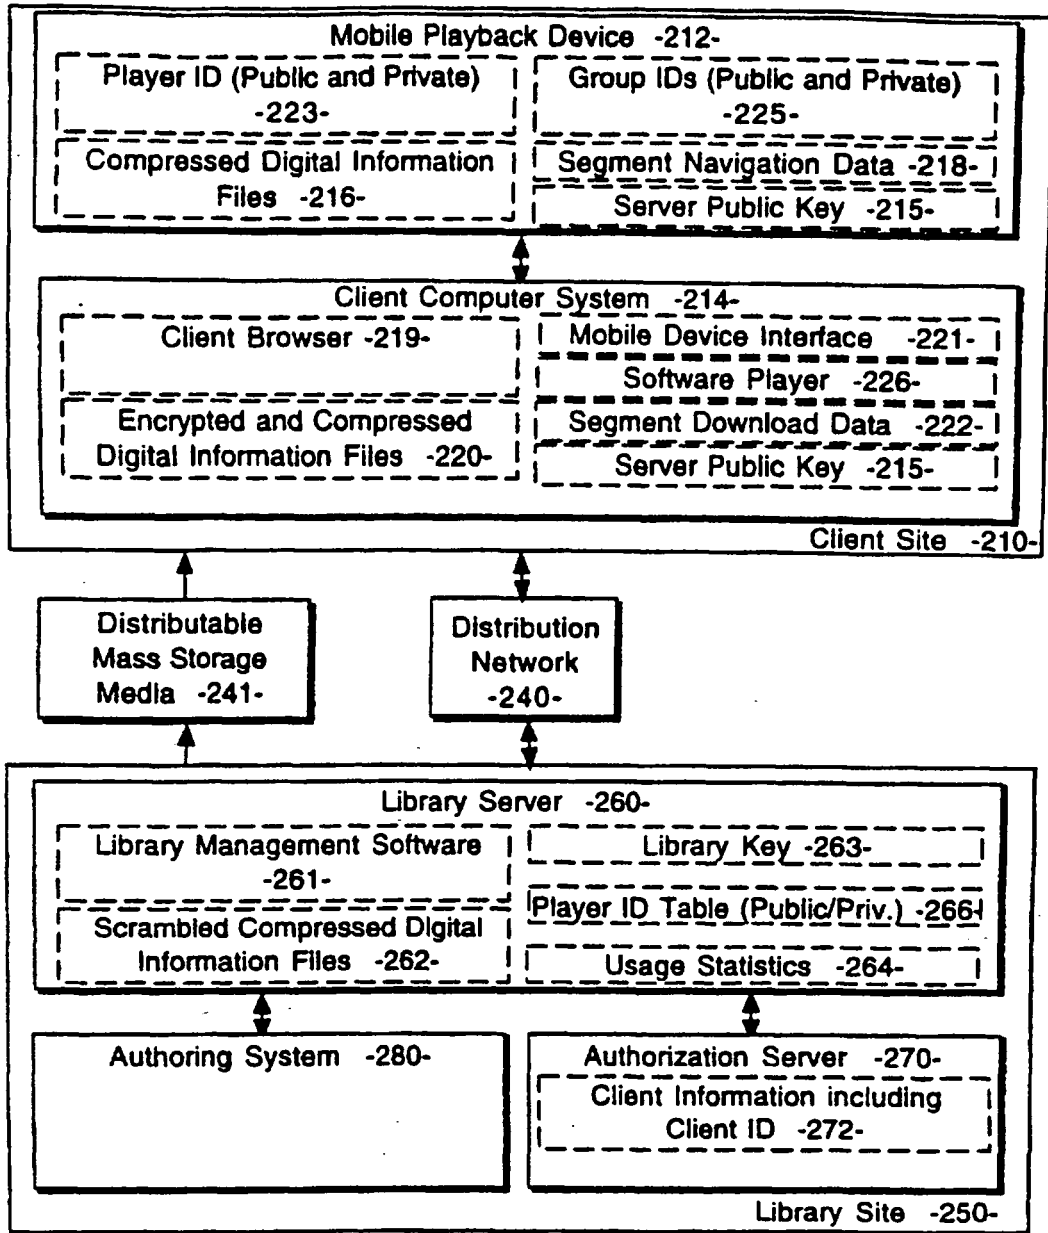 Mobile Playback Device -212-
Player ID (Public and Private)
-223-
Group IDs (Public and Private)
-225-
Compressed Digital Information
Files -216-
Segment Navigation Data -218-
Server Public Key -215-
Client Computer System -214-
Client Browser -219-
Mobile Device Interface -221-
Software Player -226-
Encrypted and Compressed
Digital Information Files -220-
Segment Download Data -222-
Server Public Key -215-
Client Site -210-
Distributable
Mass Storage
Media -241-
Distribution
Network
-240-
Library Server -260-
Library Management Software
-261-
Library Key -263-
Player ID Table (Public/Priv.) -266-
Scrambled Compressed Digital
Information Files -262-
Usage Statistics -264-
Authoring System -280-
Authorization Server -270-
Client Information including
Client ID -272-
Library Site -250-